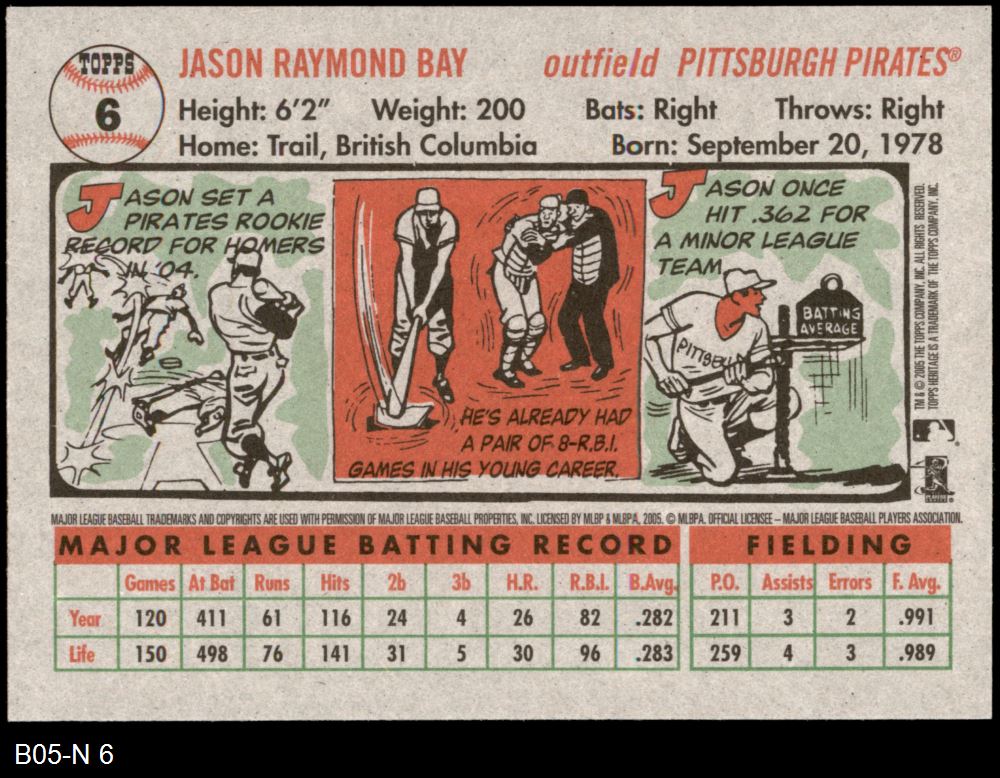 TOPPS
6
JASON RAYMOND BAY outfield PITTSBURGH PIRATES®
Height: 6'2" Weight: 200 Bats: Right Throws: Right
Home: Trail, British Columbia Born: September 20, 1978
JASON SET A
PIRATES ROOKIE
RECORD FOR HOMERS
IN '04.
HE'S ALREADY HAD
A PAIR OF 8-R.B.I.
GAMES IN HIS YOUNG CAREER.
JASON ONCE
HIT .362 FOR
A MINOR LEAGUE
TEAM.
BATTING
AVERAGE
TM & © 2005 THE TOPPS COMPANY, INC. ALL RIGHTS RESERVED.
TOPPS HERITAGE IS A TRADEMARK OF THE TOPPS COMPANY, INC.
MAJOR LEAGUE BASEBALL TRADEMARKS AND COPYRIGHTS ARE USED WITH PERMISSION OF MAJOR LEAGUE BASEBALL PROPERTIES, INC. LICENSED BY MLBP & MLBPA, 2005. © MLBPA. OFFICIAL LICENSEE – MAJOR LEAGUE BASEBALL PLAYERS ASSOCIATION.
MAJOR LEAGUE BATTING RECORD FIELDING
Games At Bat Runs Hits 2b 3b H.R. R.B.I. B.Avg. P.O. Assists Errors F. Avg.
Year 120 411 61 116 24 4 26 82 .282 211 3 2 .991
Life 150 498 76 141 31 5 30 96 .283 259 4 3 .989
B05-N 6